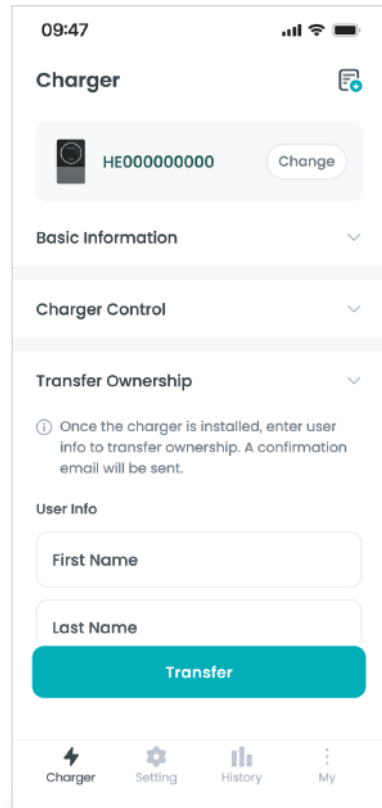 09:47
Charger
HE000000000
Change
Basic Information
Charger Control
Transfer Ownership
Once the charger is installed, enter user
info to transfer ownership. A confirmation
email will be sent.
User Info
First Name
Last Name
Transfer
Charger
Setting
History
My